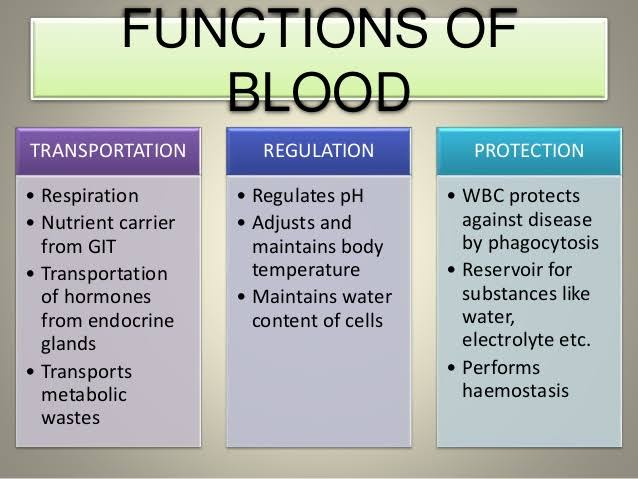 FUNCTIONS OF
BLOOD
TRANSPORTATION
• Respiration
• Nutrient carrier
from GIT
• Transportation
of hormones
from endocrine
glands
• Transports
metabolic
wastes
REGULATION
• Regulates pH
• Adjusts and
maintains body
temperature
• Maintains water
content of cells
PROTECTION
• WBC protects
against disease
by phagocytosis
• Reservoir for
substances like
water,
electrolyte etc.
• Performs
haemostasis